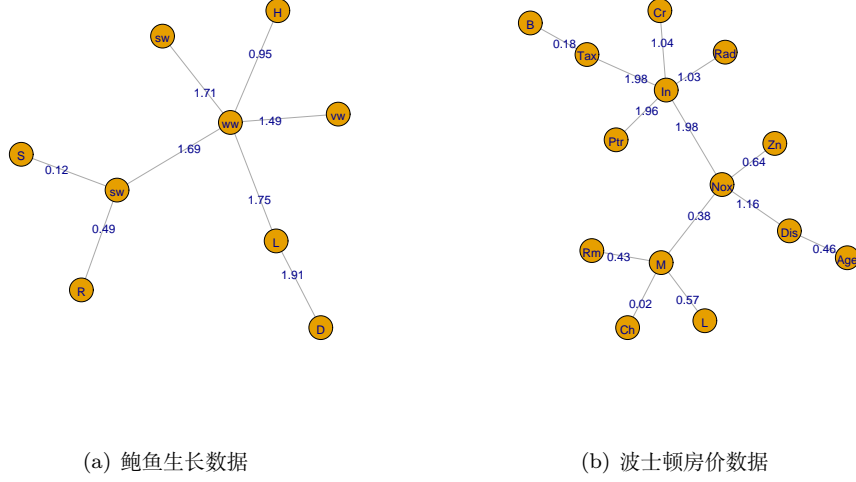 H
sw
0.95
1.71
ww
1.49
vw
S
0.12
1.69
sw
0.49
1.75
L
R
1.91
D
B
0.18
Tax
Cr
1.04
Rad
1.98
1.03
In
1.96
Ptr
1.98
Zn
0.64
Nox
1.16
0.38
Dis
0.46
Age
Rm
0.43
M
0.02
0.57
Ch
L
(a) 鲍鱼生长数据
(b) 波士顿房价数据